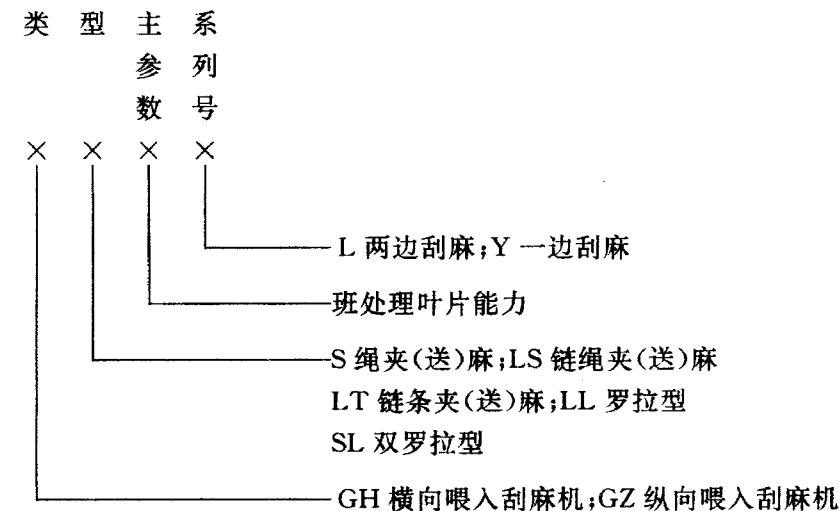 类 型 主参数 系列号
× × × ×
L 两边刮麻;Y 一边刮麻
班处理叶片能力
S 绳夹(送)麻;LS 链绳夹(送)麻
LT 链条夹(送)麻;LL 罗拉型
SL 双罗拉型
GH 横向喂入刮麻机;GZ 纵向喂入刮麻机